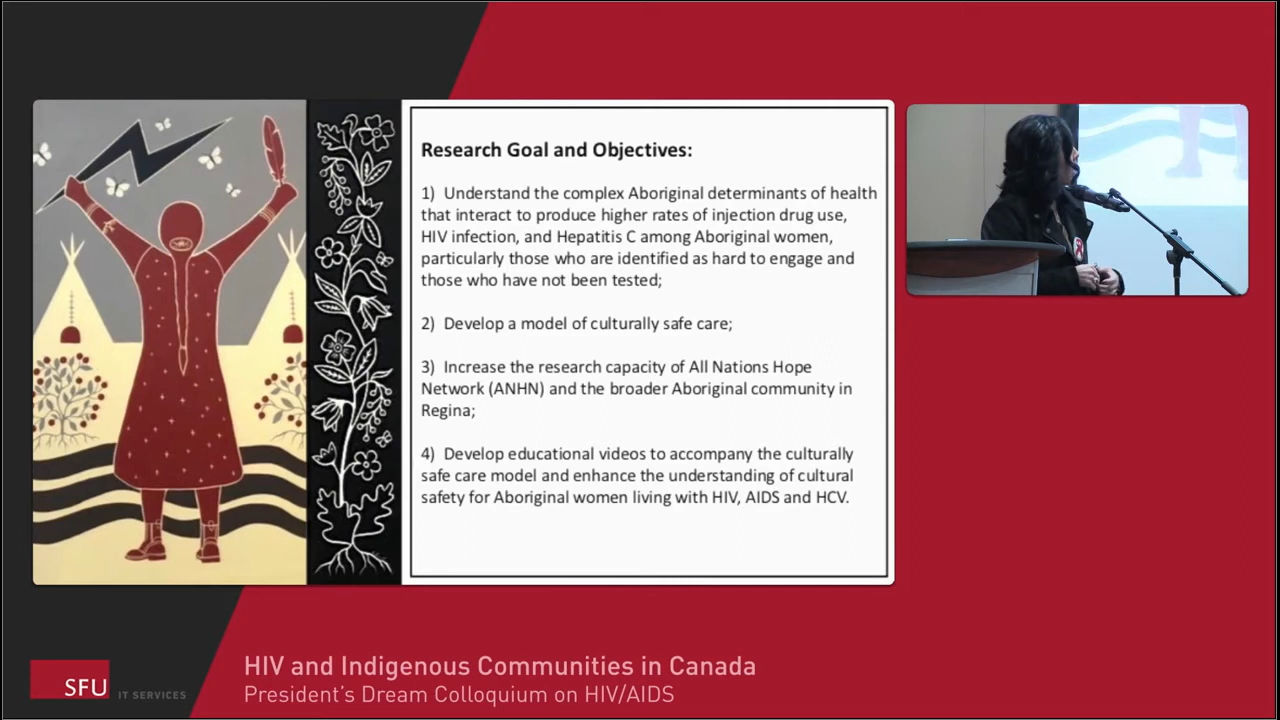 Research Goal and Objectives:
1) Understand the complex Aboriginal determinants of health
that interact to produce higher rates of injection drug use,
HIV infection, and Hepatitis C among Aboriginal women,
particularly those who are identified as hard to engage and
those who have not been tested;
2) Develop a model of culturally safe care;
3) Increase the research capacity of All Nations Hope
Network (ANHN) and the broader Aboriginal community in
Regina;
4) Develop educational videos to accompany the culturally
safe care model and enhance the understanding of cultural
safety for Aboriginal women living with HIV, AIDS and HCV.
SFU IT SERVICES
HIV and Indigenous Communities in Canada
President's Dream Colloquium on HIV/AIDS